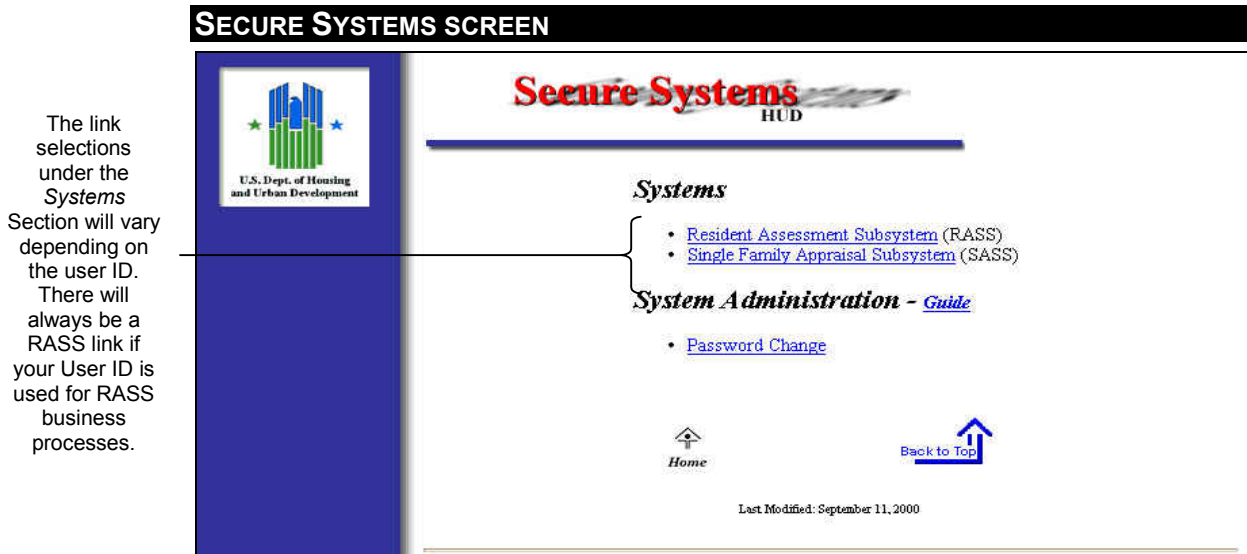 SECURE SYSTEMS SCREEN
The link
selections
under the
Systems
Section will vary
depending on
the user ID.
There will
always be a
RASS link if
your User ID is
used for RASS
business
processes.
U.S. Dept. of Housing
and Urban Development
Secure Systems
HUD
Systems
• Resident Assessment Subsystem (RASS)
• Single Family Appraisal Subsystem (SASS)
System Administration - Guide
• Password Change
Home
Back to Top
Last Modified: September 11, 2000